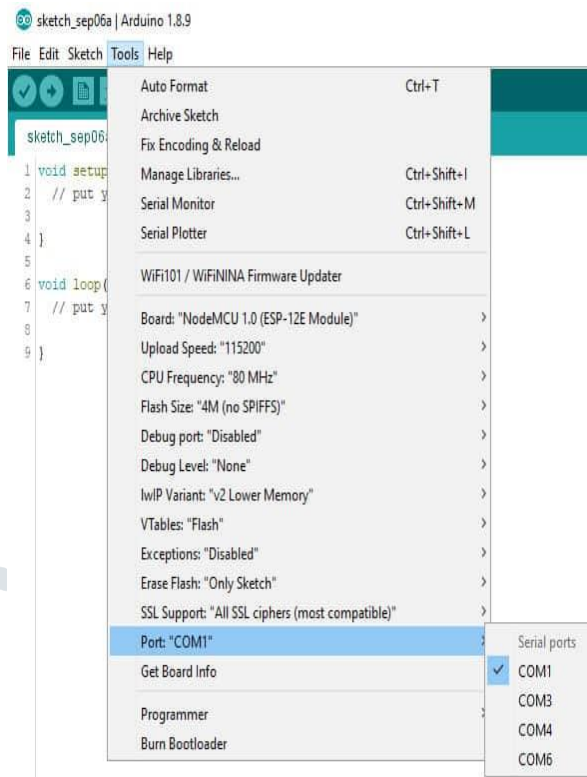 sketch_sep06a | Arduino 1.8.9
File Edit Sketch Tools Help
sketch_sep06
1 void setup
2 // put y
3
4 }
5
6 void loop(
7 // put y
8
9 }
Auto Format Ctrl+T
Archive Sketch
Fix Encoding & Reload
Manage Libraries... Ctrl+Shift+I
Serial Monitor Ctrl+Shift+M
Serial Plotter Ctrl+Shift+L
WiFi101 / WiFiNINA Firmware Updater
Board: "NodeMCU 1.0 (ESP-12E Module)"
Upload Speed: "115200"
CPU Frequency: "80 MHz"
Flash Size: "4M (no SPIFFS)"
Debug port: "Disabled"
Debug Level: "None"
lwIP Variant: "v2 Lower Memory"
VTables: "Flash"
Exceptions: "Disabled"
Erase Flash: "Only Sketch"
SSL Support: "All SSL ciphers (most compatible)"
Port: "COM1"
Get Board Info
Programmer
Burn Bootloader
Serial ports
COM1
COM3
COM4
COM6